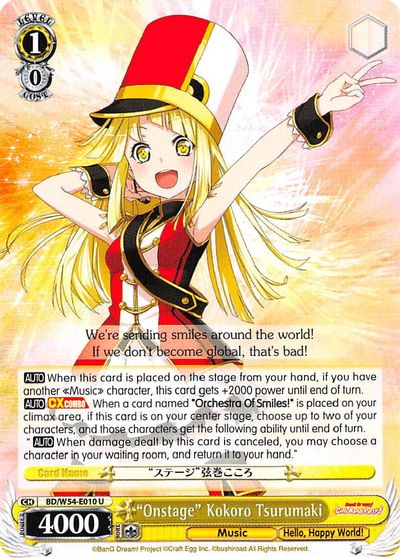 LEVEL
1
0
COST
We're sending smiles around the world!
If we don't become global, that's bad!
AUTO When this card is placed on the stage from your hand, if you have
another «Music» character, this card gets +2000 power until end of turn.
AUTO CX COMBO When a card named "Orchestra Of Smiles!" is placed on your
climax area, if this card is on your center stage, choose up to two of your
characters, and those characters get the following ability until end of turn.
"AUTO When damage dealt by this card is canceled, you may choose a
character in your waiting room, and return it to your hand."
Card Name
"ステージ"弦巻こころ
CH
BD/W54-E010 U
"Onstage" Kokoro Tsurumaki
BanG Dream!
POWER
4000
SOUL
Music
Hello, Happy World!
©BanG Dream! Project ©Craft Egg Inc. ©bushiroad All Rights Reserved.